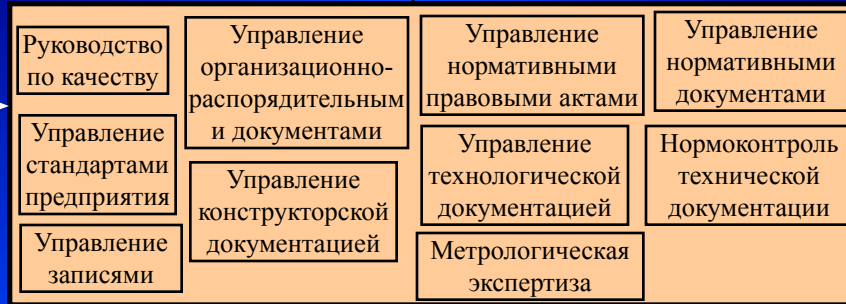 Руководство
по качеству
Управление
стандартами
предприятия
Управление
записями
Управление
организационно-
распорядительным
и документами
Управление
конструкторской
документацией
Управление
нормативными
правовыми актами
Управление
технологической
документацией
Метрологическая
экспертиза
Управление
нормативными
документами
Нормоконтроль
технической
документации